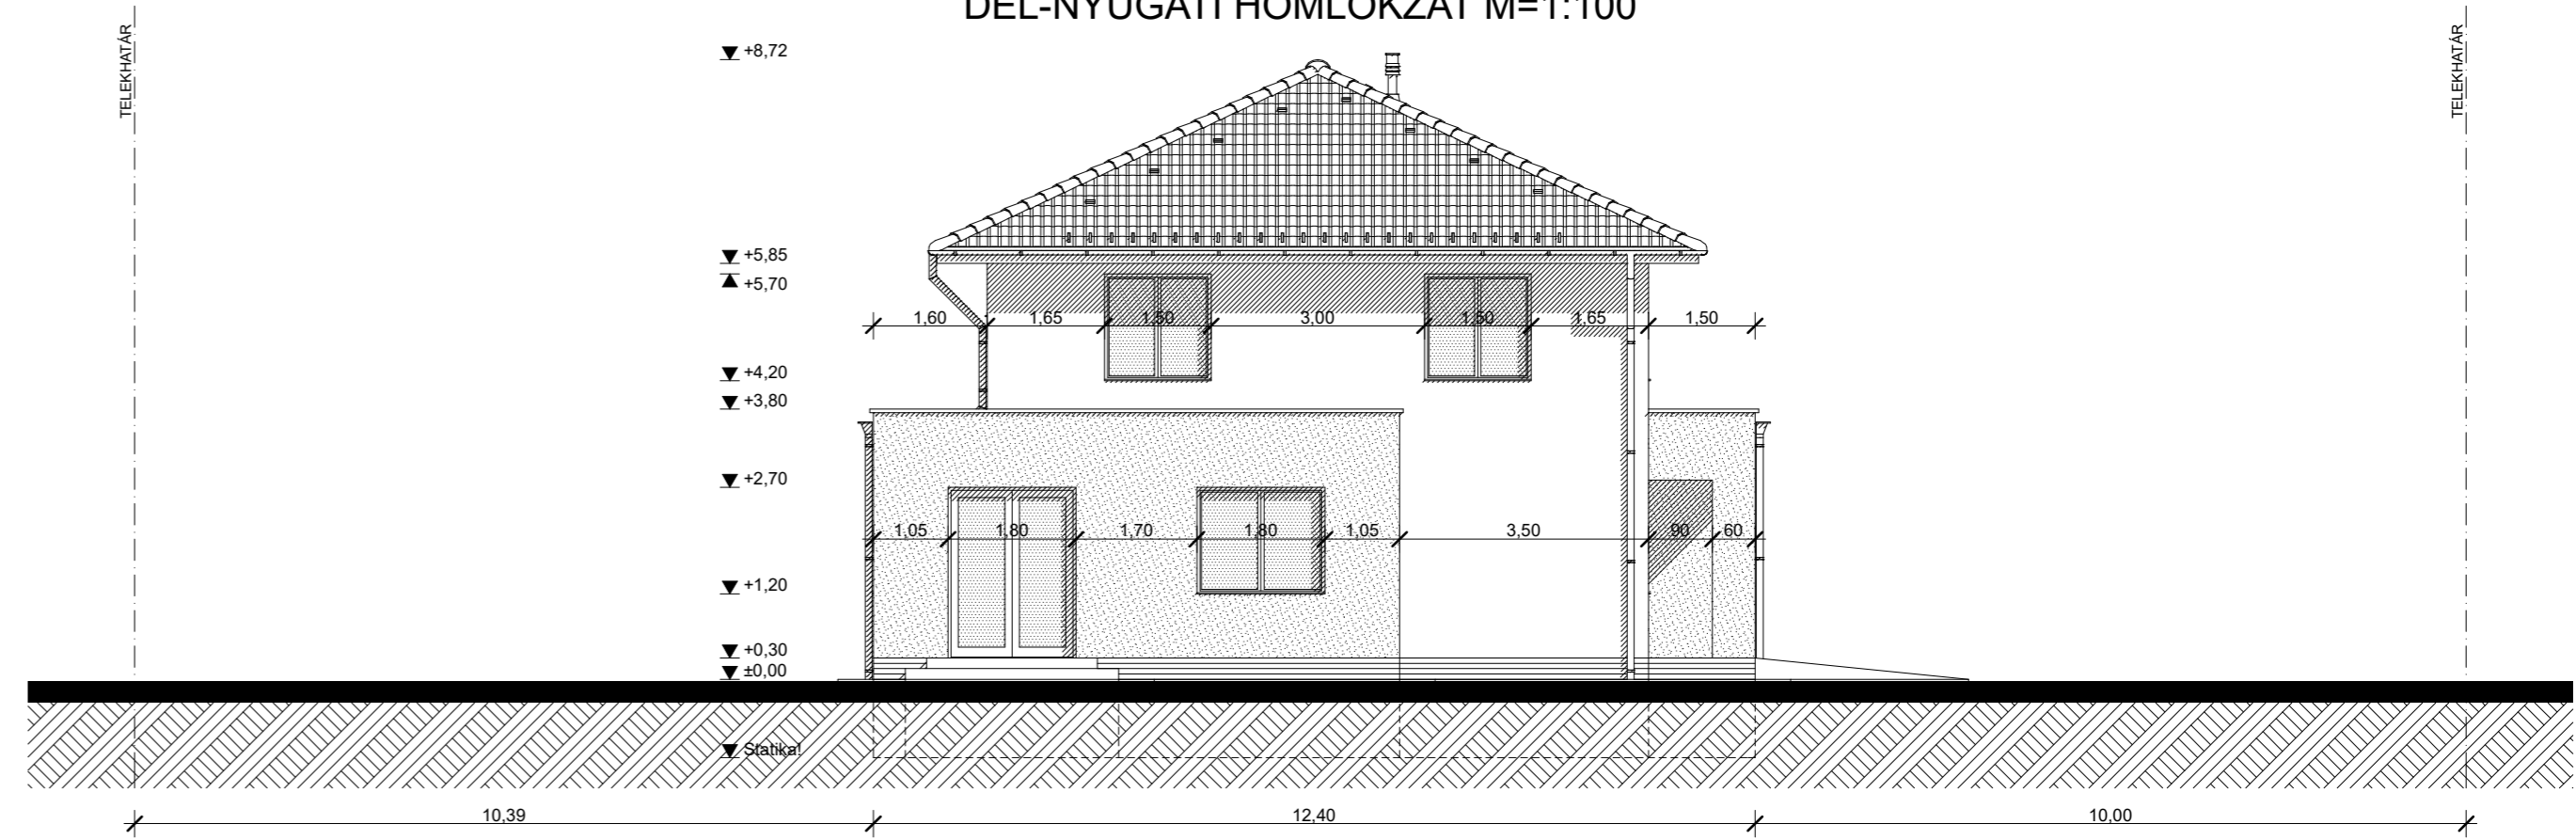 DÉL-NYUGATI HOMLOKZAT M=1:100
TELEKHATÁR
TELEKHATÁR
+8,72
+5,85
+5,70
1,60 1,65 1,50 3,00 1,50 1,65 1,50
+4,20
+3,80
+2,70
1,05 1,80 1,70 1,80 1,05 3,50 90 60
+1,20
+0,30
±0,00
Statika!
10,39 12,40 10,00